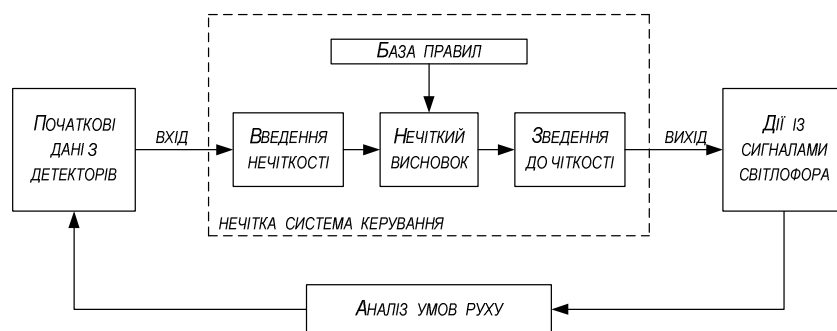 База правил
Початкові
дані з
детекторів
вхід
Введення
нечіткості
Нечіткий
висновок
Зведення
до чіткості
вихід
Дії із
сигналами
світлофора
нечітка система керування
Аналіз умов руху